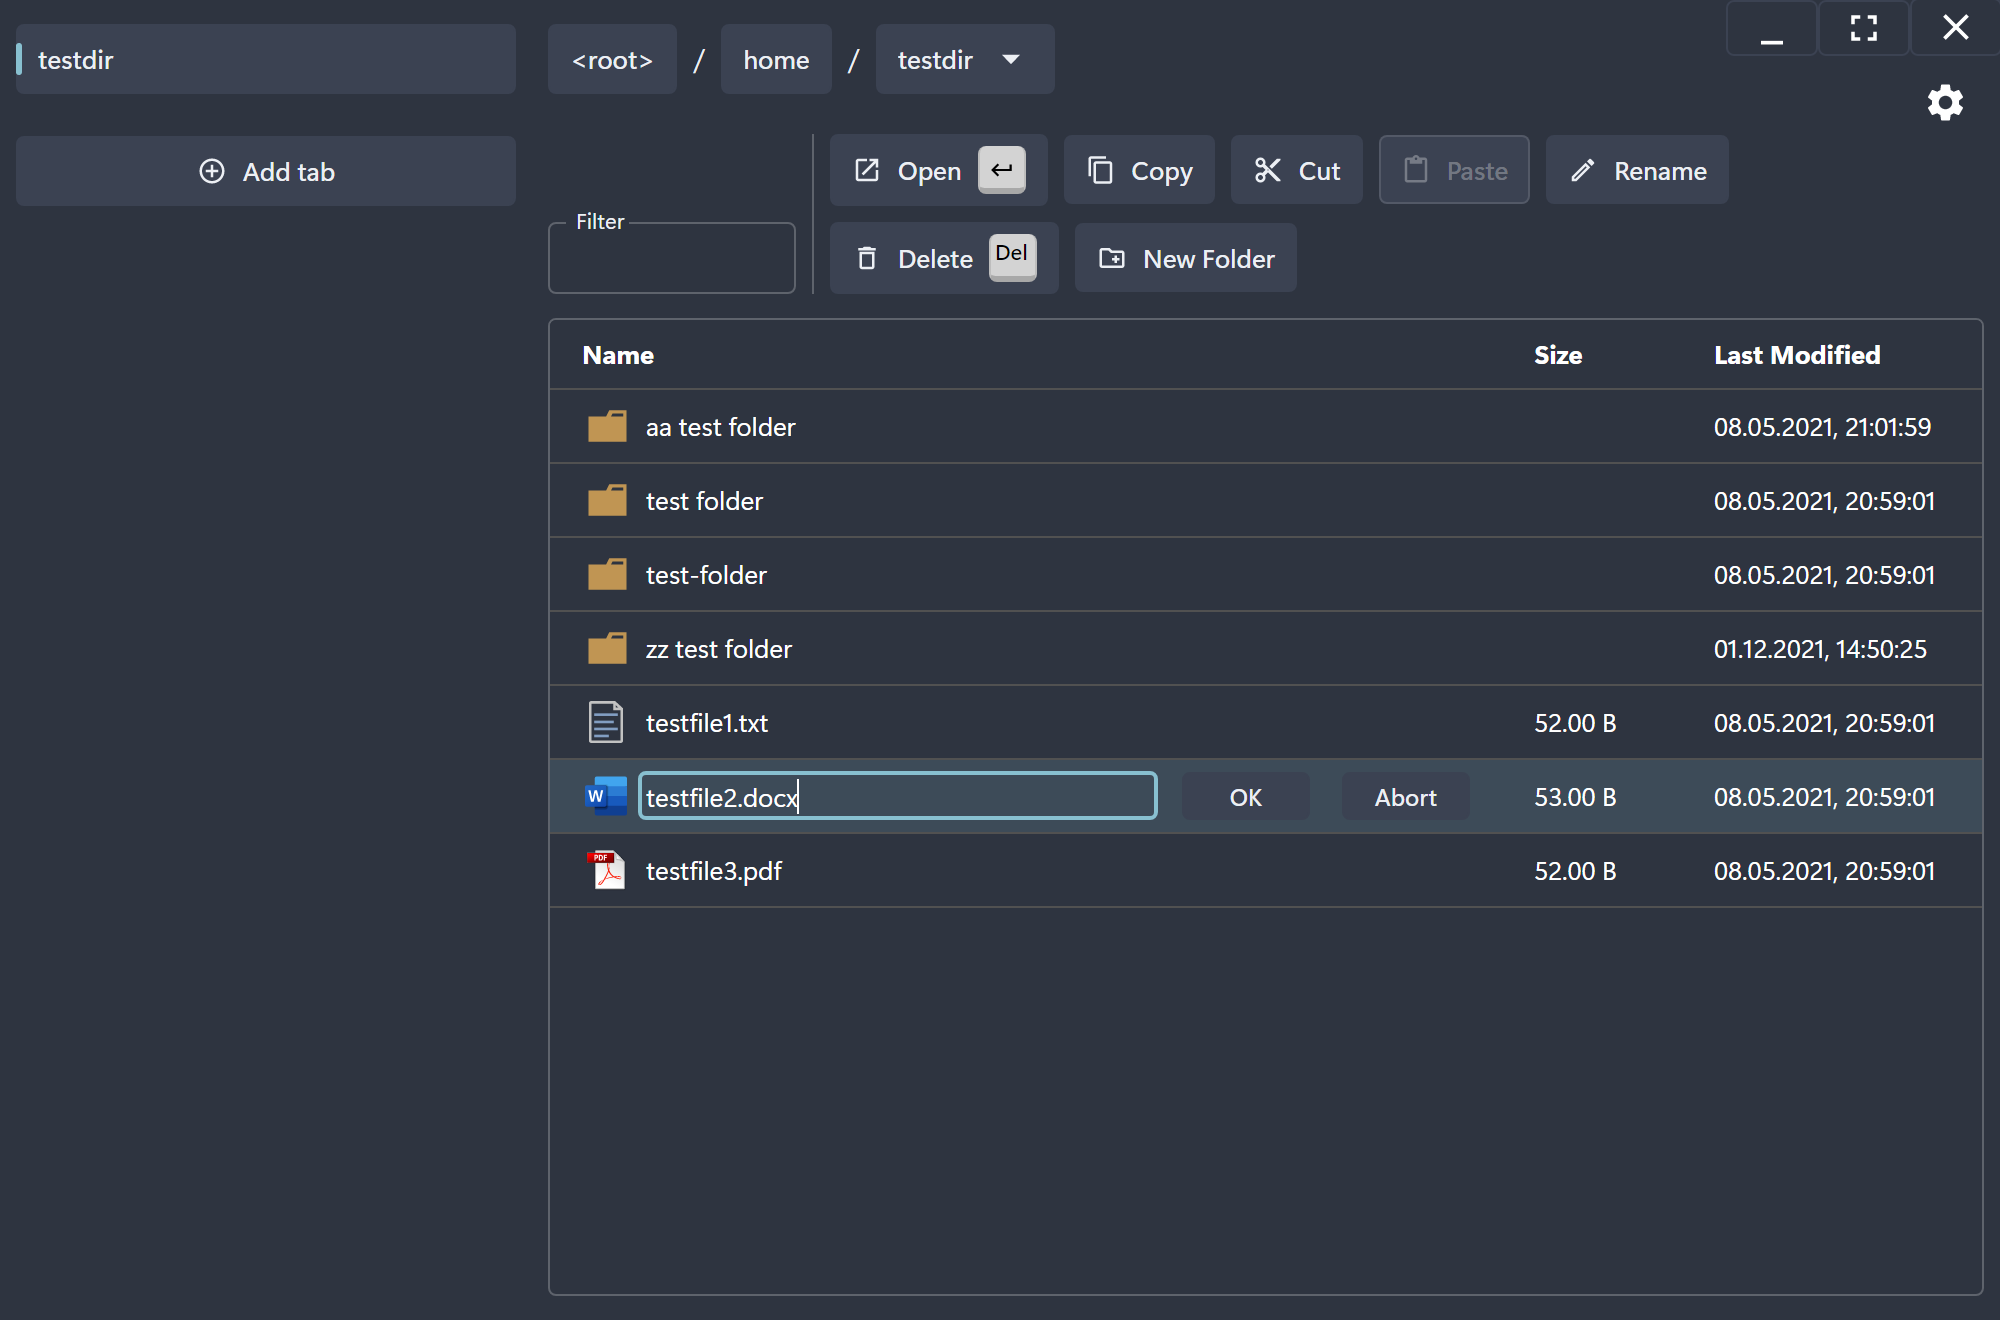 testdir
Add tab
<root> / home / testdir
Filter
Open Copy Cut Paste Rename
Delete Del New Folder
Name Size Last Modified
aa test folder 08.05.2021, 21:01:59
test folder 08.05.2021, 20:59:01
test-folder 08.05.2021, 20:59:01
zz test folder 01.12.2021, 14:50:25
testfile1.txt 52.00 B 08.05.2021, 20:59:01
W testfile2.docx OK Abort 53.00 B 08.05.2021, 20:59:01
PDF testfile3.pdf 52.00 B 08.05.2021, 20:59:01